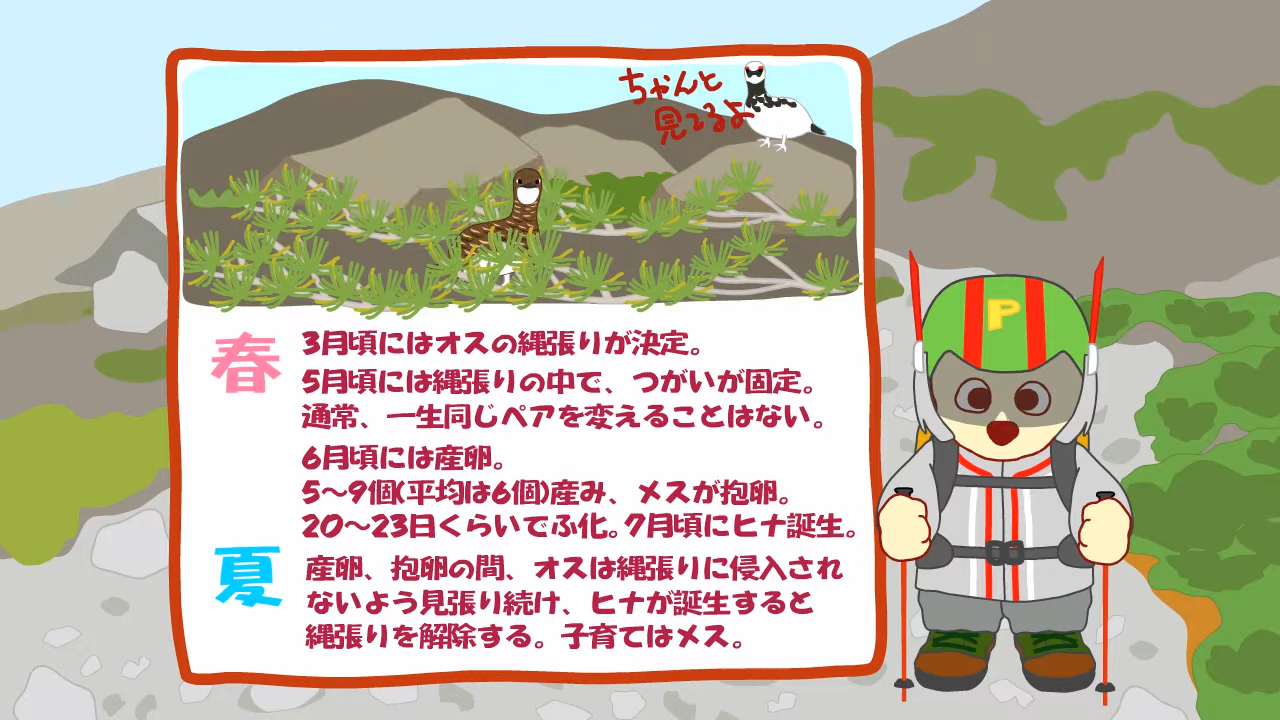 ちゃんと
見てるよ
P
春
3月頃にはオスの縄張りが決定。
5月頃には縄張りの中で、つがいが固定。
通常、一生同じペアを変えることはない。
6月頃には産卵。
5～9個(平均は6個)産み、メスが抱卵。
20～23日くらいでふ化。7月頃にヒナ誕生。
夏
産卵、抱卵の間、オスは縄張りに侵入され
ないよう見張り続け、ヒナが誕生すると
縄張りを解除する。子育てはメス。